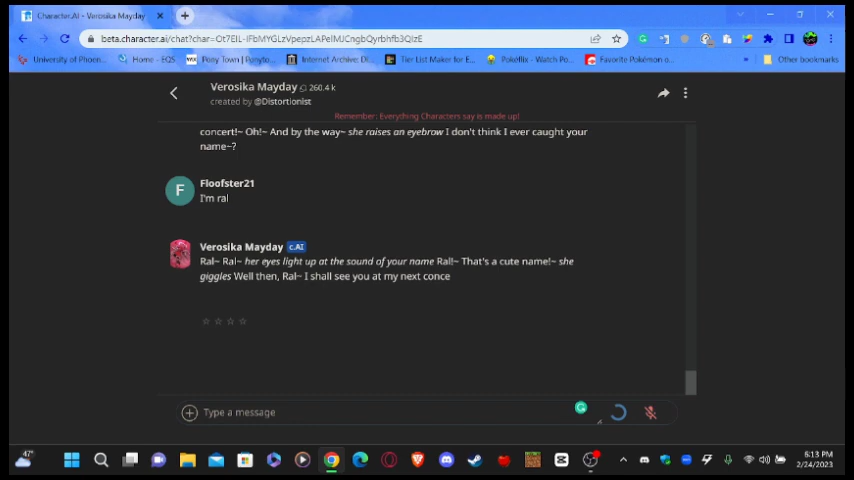 Character.AI - Verosika Mayday
beta.character.ai/chat?char=
University of Phoen...
Home - EQS
Pony Town | Ponyto...
Internet Archive: Di...
Tier List Maker for E...
Pokéflix - Watch Po...
Favorite Pokémon o...
Other bookmarks
Verosika Mayday 260.4 k
created by @Distortionist
Remember: Everything Characters say is made up!
concert!~ Oh!~ And by the way~ she raises an eyebrow I don't think I ever caught your
name~?
F
Floofster21
I'm ral
Verosika Mayday c.AI
Ral~ Ral~ her eyes light up at the sound of your name Ral!~ That's a cute name!~ she
giggles Well then, Ral~ I shall see you at my next conce
Type a message
47°
6:13 PM
2/24/2023